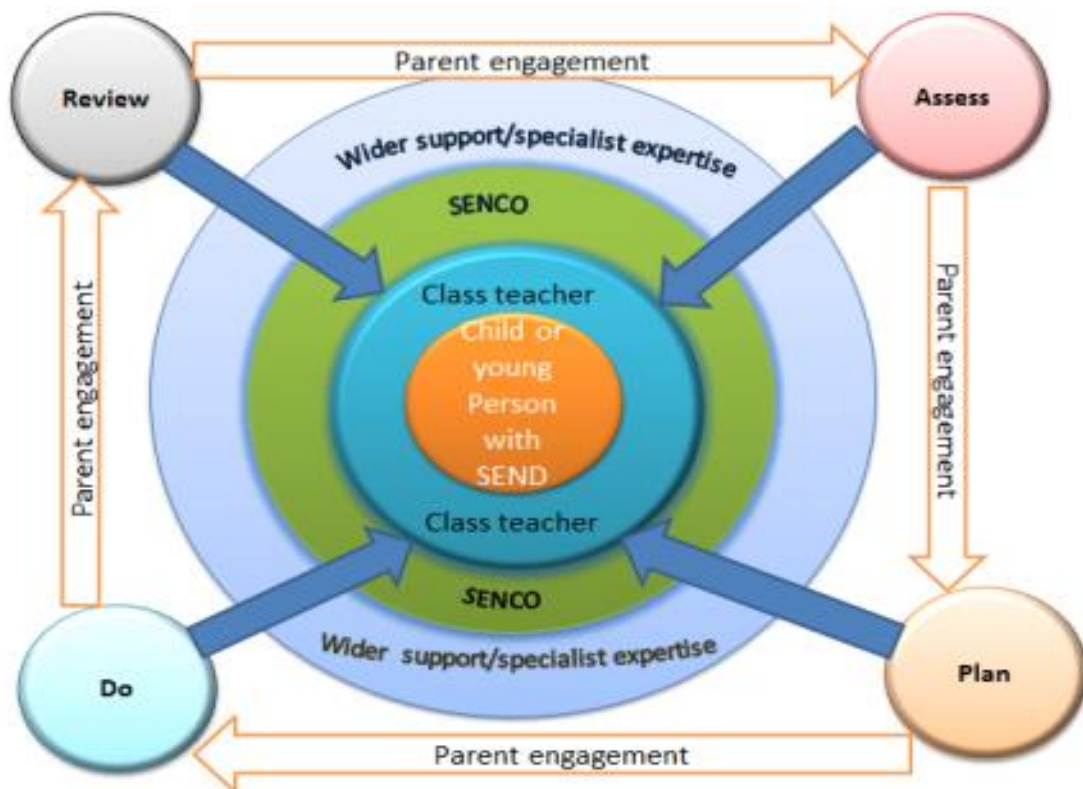 Parent engagement
Review
Assess
Wider support/specialist expertise
SENCO
Class teacher
Child or
young
Person
with
SEND
Class teacher
SENCO
Wider support/specialist expertise
Parent engagement
Parent engagement
Do
Plan
Parent engagement